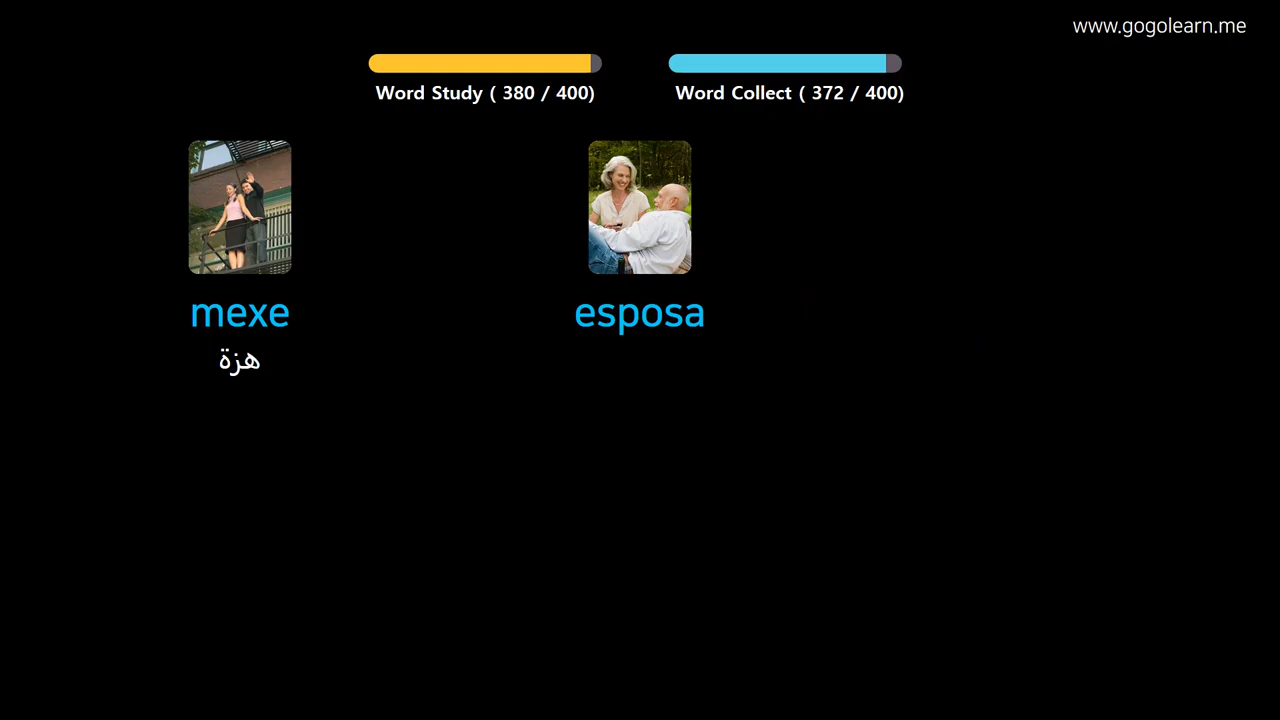 www.gogolearn.me
Word Study ( 380 / 400)
Word Collect ( 372 / 400)
mexe
esposa
هزة